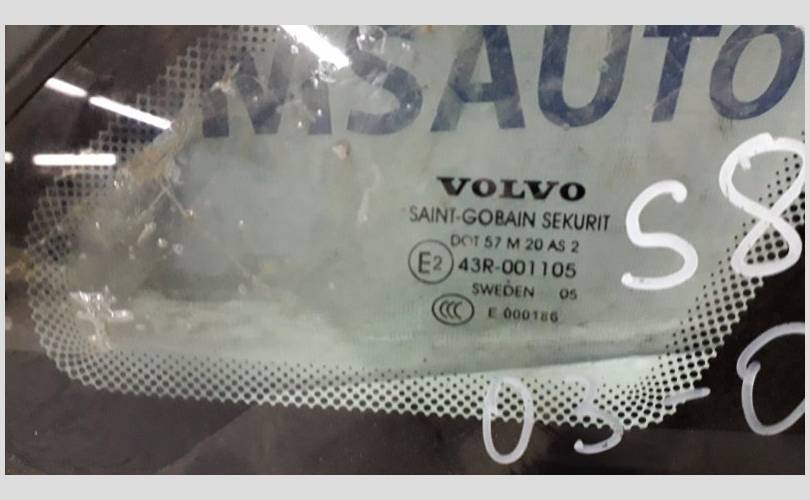 MSAUTO
VOLVO
SAINT-GOBAIN SEKURIT
DOT 57 M 20 AS 2
E2 43R-001105
SWEDEN 05
CCC E 000186
S8
03-0